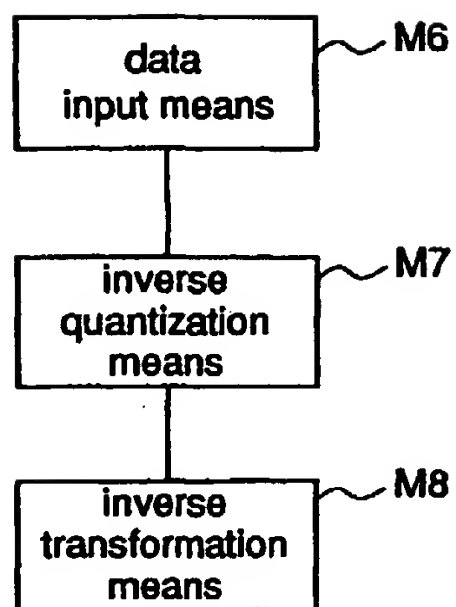 data
input means
M6
inverse
quantization
means
M7
inverse
transformation
means
M8